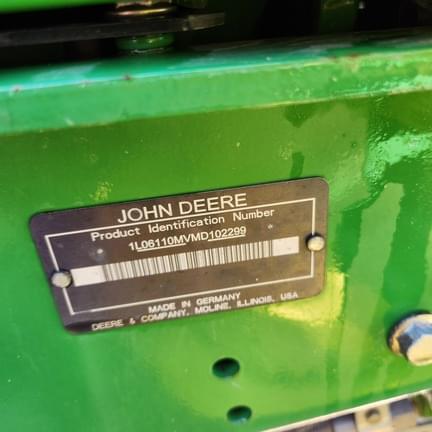 JOHN DEERE
Product Identification Number
1L06110MVMD102299
MADE IN GERMANY
DEERE & COMPANY, MOLINE, ILLINOIS, USA